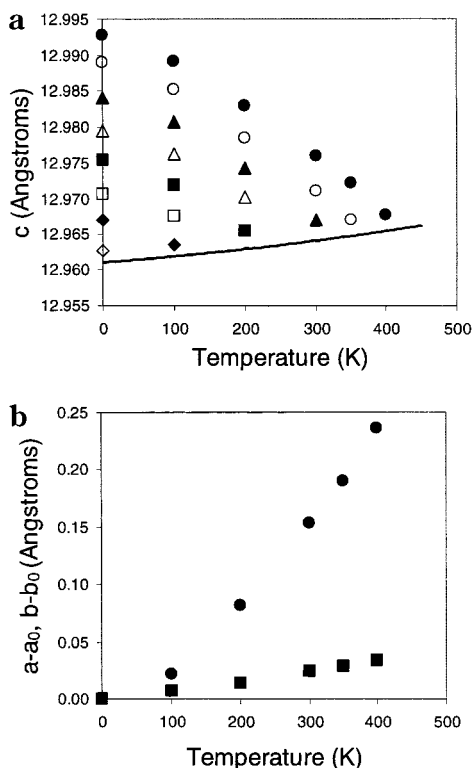 a
12.995
12.990
12.985
12.980
12.975
12.970
12.965
12.960
12.955
c (Angstroms)
0 100 200 300 400 500
Temperature (K)
b
0.25
0.20
0.15
0.10
0.05
0.00
a-a0, b-b0 (Angstroms)
0 100 200 300 400 500
Temperature (K)